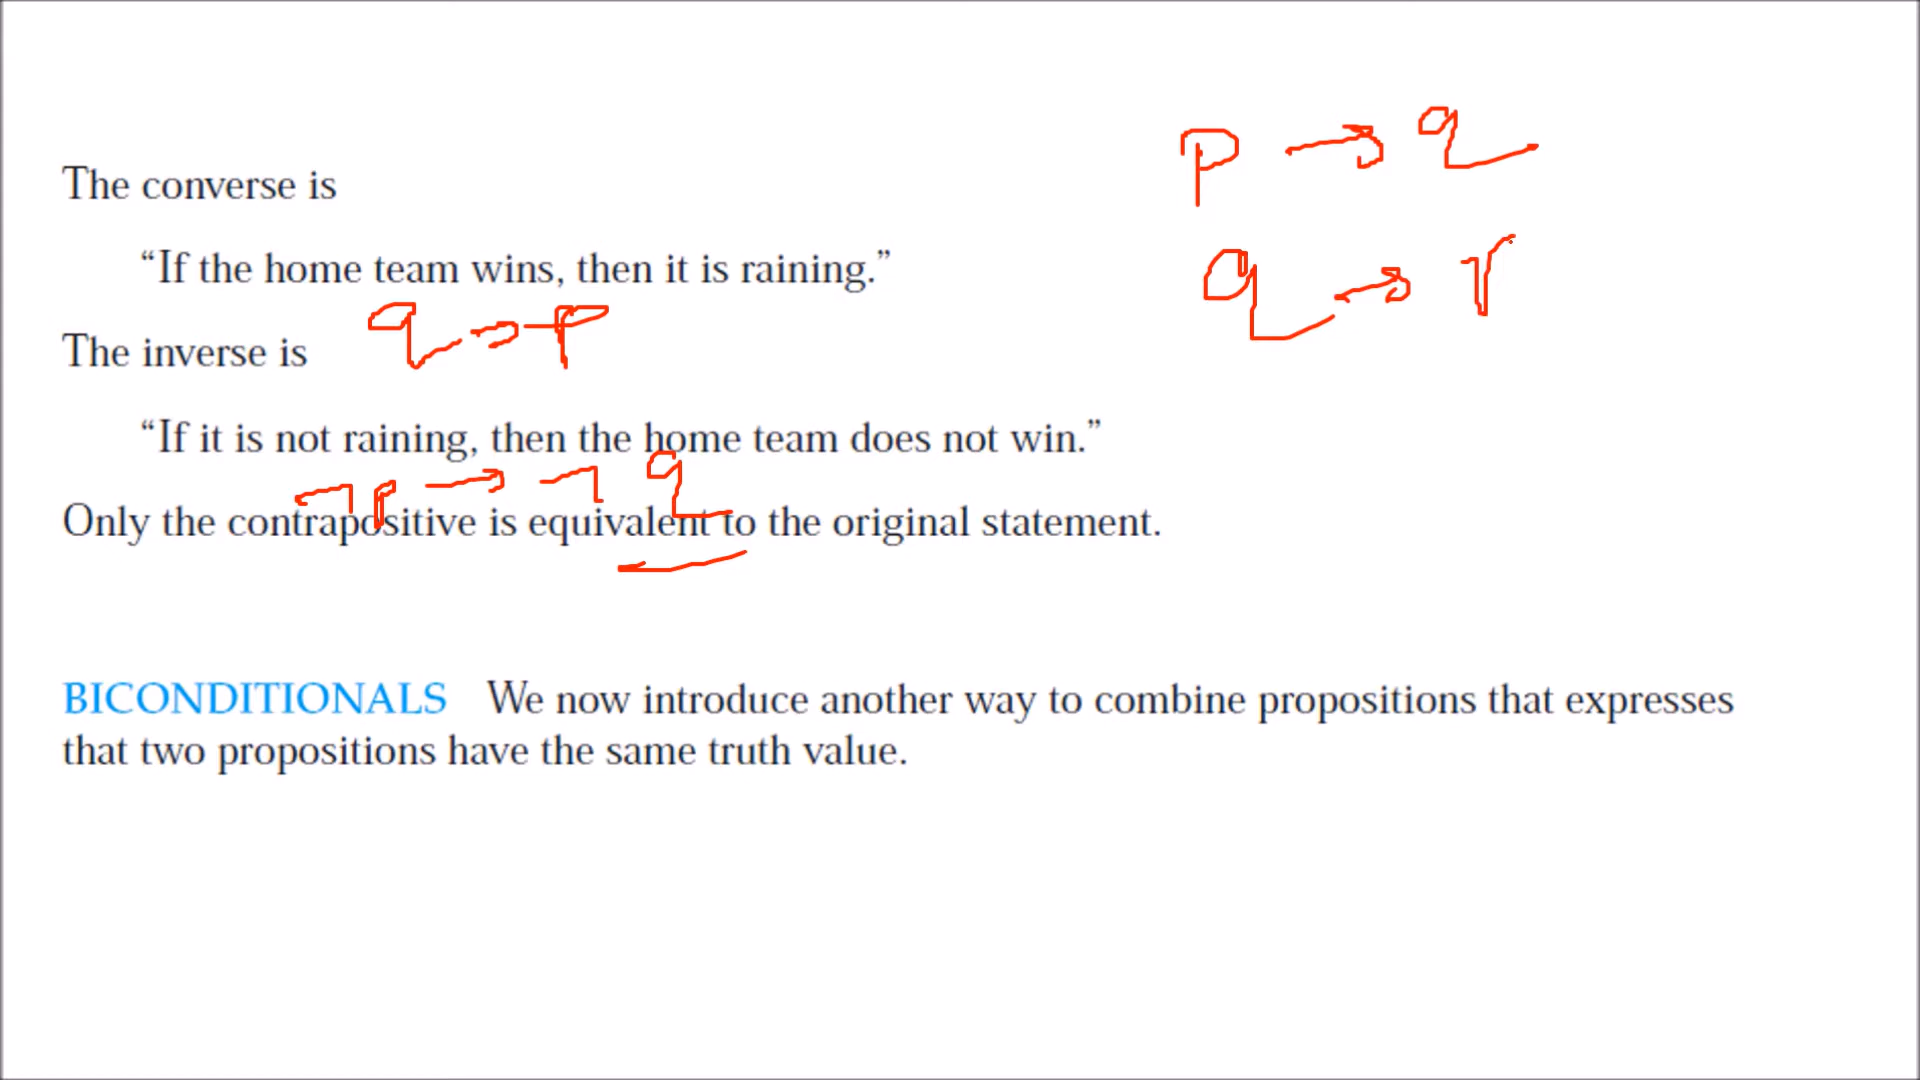 p → q
The converse is
“If the home team wins, then it is raining.”
q → p
The inverse is
q → p
“If it is not raining, then the home team does not win.”
¬p → ¬q
Only the contrapositive is equivalent to the original statement.
BICONDITIONALS We now introduce another way to combine propositions that expresses
that two propositions have the same truth value.